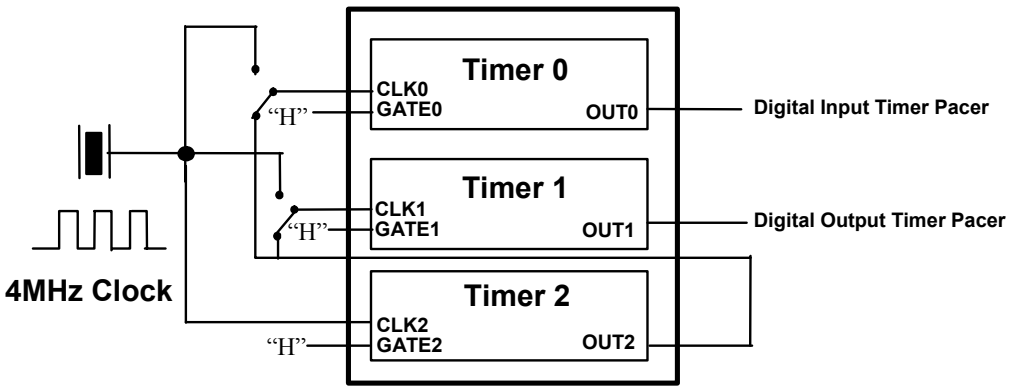 Timer 0
CLK0
"H"
GATE0
OUT0
Digital Input Timer Pacer
Timer 1
CLK1
"H"
GATE1
OUT1
Digital Output Timer Pacer
4MHz Clock
Timer 2
CLK2
"H"
GATE2
OUT2